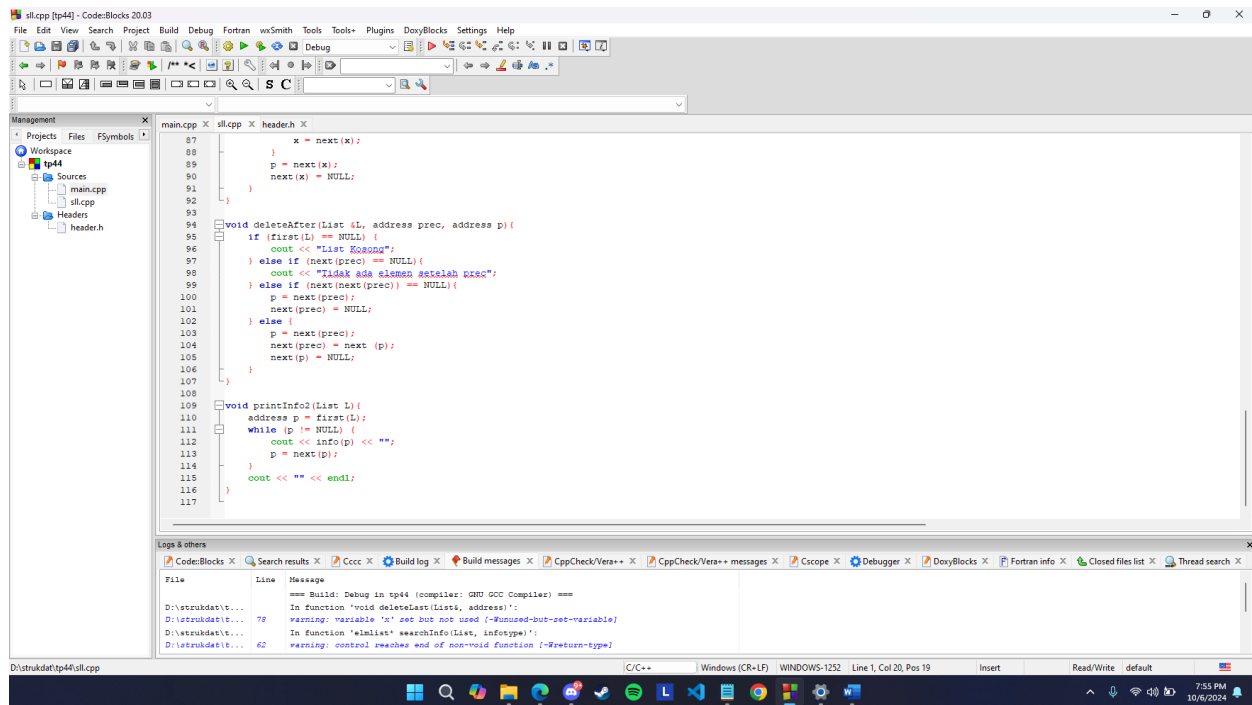 sll.cpp [tp44] - Code::Blocks 20.03
File Edit View Search Project Build Debug Fortran wxSmith Tools Tools+ Plugins DoxyBlocks Settings Help
Debug
/** *<
S C
Management
main.cpp sll.cpp header.h
Projects Files FSymbols
Workspace
tp44
Sources
main.cpp
sll.cpp
Headers
header.h
87 x = next(x);
88 }
89 p = next(x);
90 next(x) = NULL;
91 }
92 }
93
94 void deleteAfter(List &L, address prec, address p){
95 if (first(L) == NULL) {
96 cout << "List Kosong";
97 } else if (next(prec) == NULL){
98 cout << "Tidak ada elemen setelah prec";
99 } else if (next(next(prec)) == NULL){
100 p = next(prec);
101 next(prec) = NULL;
102 } else {
103 p = next(prec);
104 next(prec) = next (p);
105 next(p) = NULL;
106 }
107 }
108
109 void printInfo2(List L){
110 address p = first(L);
111 while (p != NULL) {
112 cout << info(p) << "";
113 p = next(p);
114 }
115 cout << "" << endl;
116 }
117
Logs & others
Code::Blocks Search results Cccc Build log Build messages CppCheck/Vera++ CppCheck/Vera++ messages Cscope Debugger DoxyBlocks Fortran info Closed files list Thread search
File Line Message
=== Build: Debug in tp44 (compiler: GNU GCC Compiler) ===
D:\strukdat\t... In function 'void deleteLast(List&, address)':
D:\strukdat\t... 78 warning: variable 'x' set but not used [-Wunused-but-set-variable]
D:\strukdat\t... In function 'elmList* searchInfo(List, infotype)':
D:\strukdat\t... 62 warning: control reaches end of non-void function [-Wreturn-type]
D:\strukdat\tp44\sll.cpp C/C++ Windows (CR+LF) WINDOWS-1252 Line 1, Col 20, Pos 19 Insert Read/Write default
7:55 PM
10/6/2024